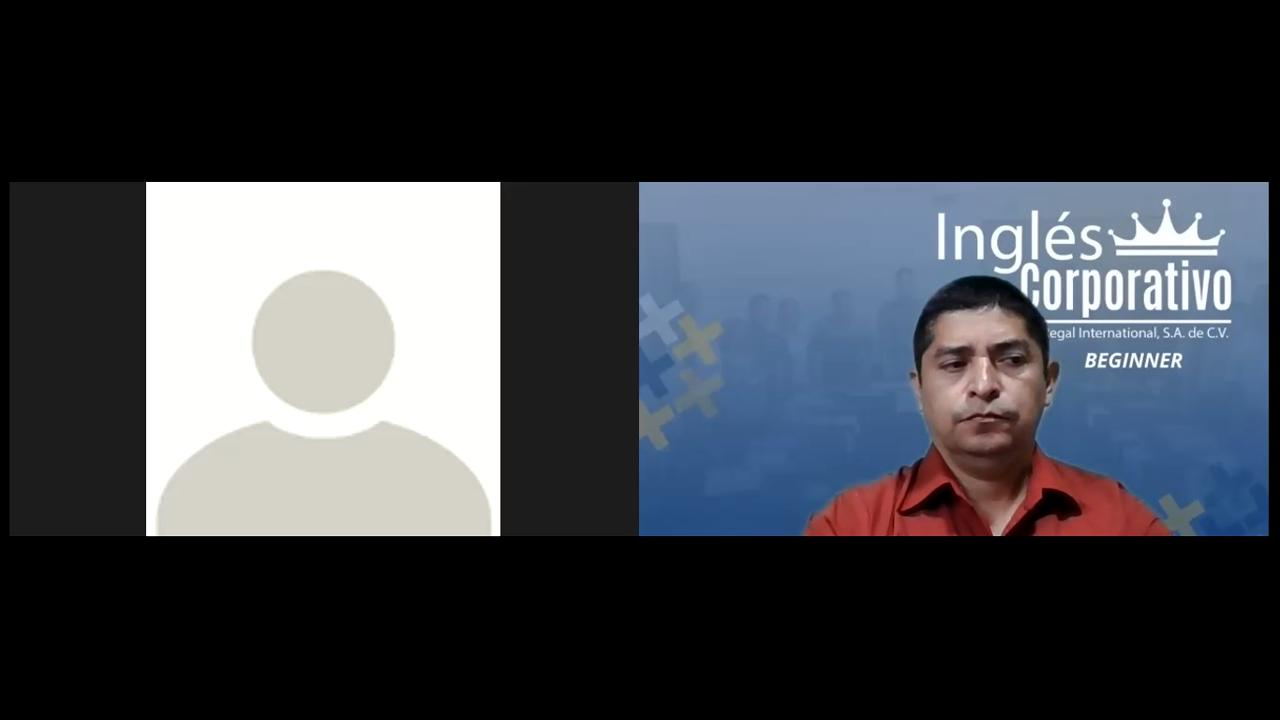 Inglés
Corporativo
egal International, S.A. de C.V.
BEGINNER